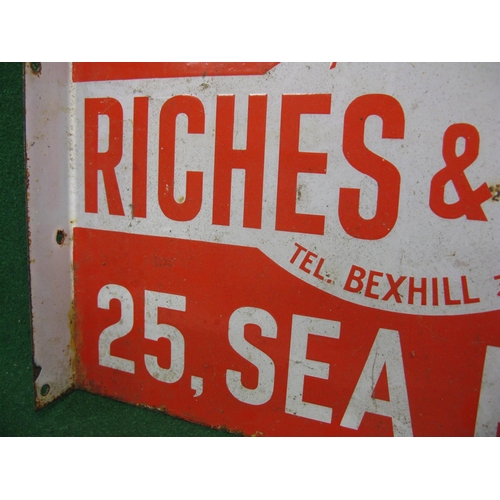 RICHES &
TEL. BEXHILL
25, SEA